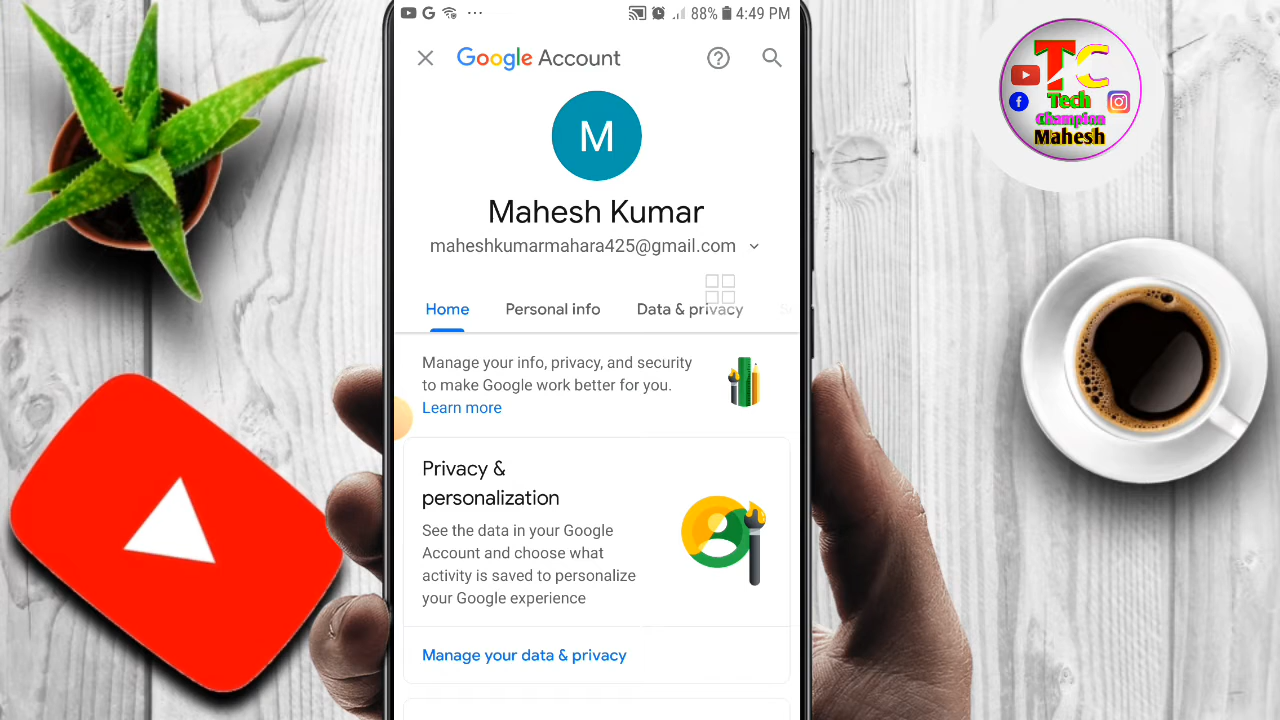 88% 4:49 PM
Google Account
M
Mahesh Kumar
maheshkumarmahara425@gmail.com
Home Personal info Data & privacy
Manage your info, privacy, and security
to make Google work better for you.
Learn more
Privacy &
personalization
See the data in your Google
Account and choose what
activity is saved to personalize
your Google experience
Manage your data & privacy
TC
Tech
Champion
Mahesh